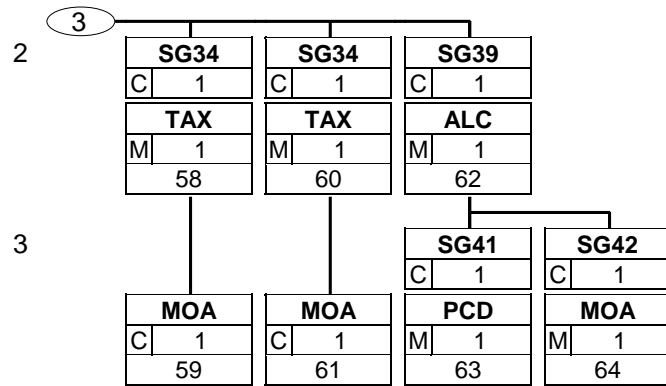 3
2
SG34 SG34 SG39
C 1 C 1 C 1
TAX TAX ALC
M 1 M 1 M 1
58 60 62
3
SG41 SG42
C 1 C 1
MOA MOA PCD MOA
C 1 C 1 M 1 M 1
59 61 63 64